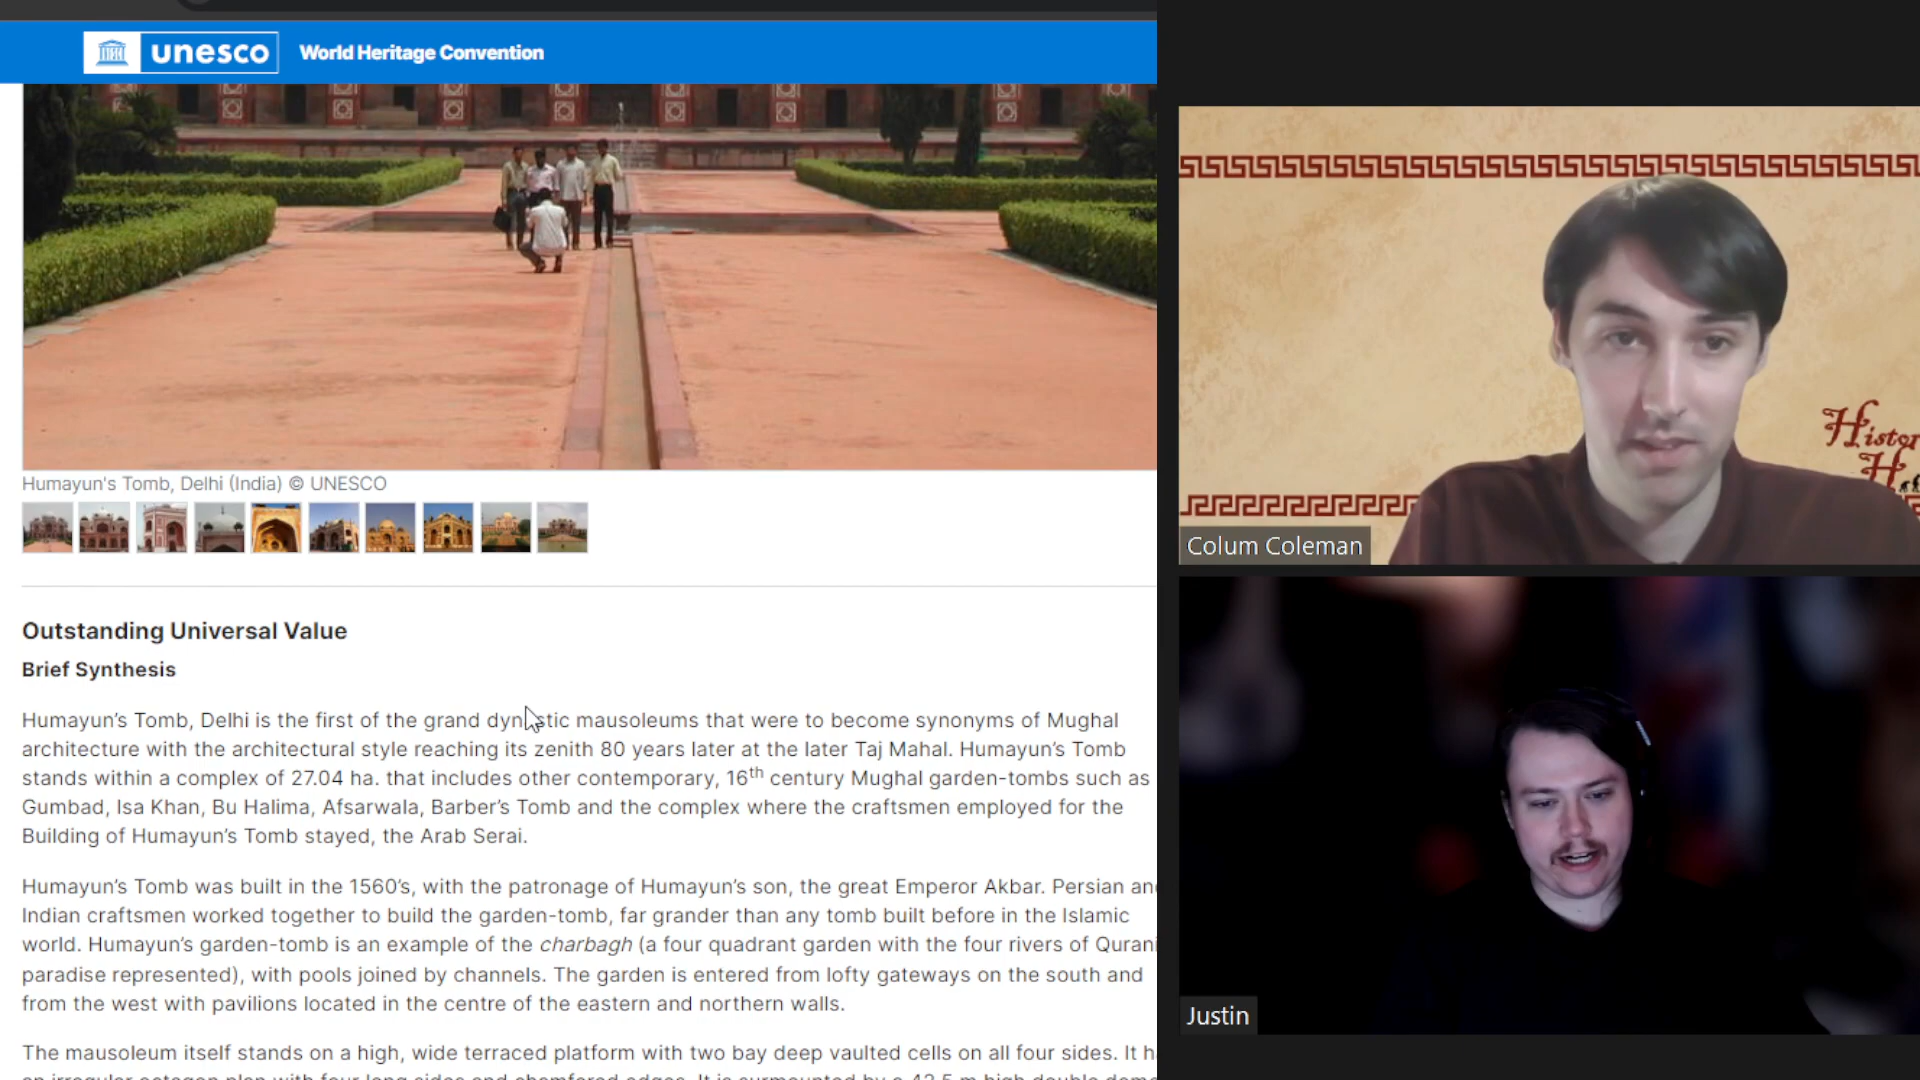 unesco
World Heritage Convention
Humayun's Tomb, Delhi (India) © UNESCO
Outstanding Universal Value
Brief Synthesis
Humayun’s Tomb, Delhi is the first of the grand dynastic mausoleums that were to become synonyms of Mughal
architecture with the architectural style reaching its zenith 80 years later at the later Taj Mahal. Humayun’s Tomb
stands within a complex of 27.04 ha. that includes other contemporary, 16th century Mughal garden-tombs such as
Gumbad, Isa Khan, Bu Halima, Afsarwala, Barber’s Tomb and the complex where the craftsmen employed for the
Building of Humayun’s Tomb stayed, the Arab Serai.
Humayun’s Tomb was built in the 1560’s, with the patronage of Humayun’s son, the great Emperor Akbar. Persian and
Indian craftsmen worked together to build the garden-tomb, far grander than any tomb built before in the Islamic
world. Humayun’s garden-tomb is an example of the charbagh (a four quadrant garden with the four rivers of Qurani
paradise represented), with pools joined by channels. The garden is entered from lofty gateways on the south and
from the west with pavilions located in the centre of the eastern and northern walls.
The mausoleum itself stands on a high, wide terraced platform with two bay deep vaulted cells on all four sides. It h
Histor
H
Colum Coleman
Justin